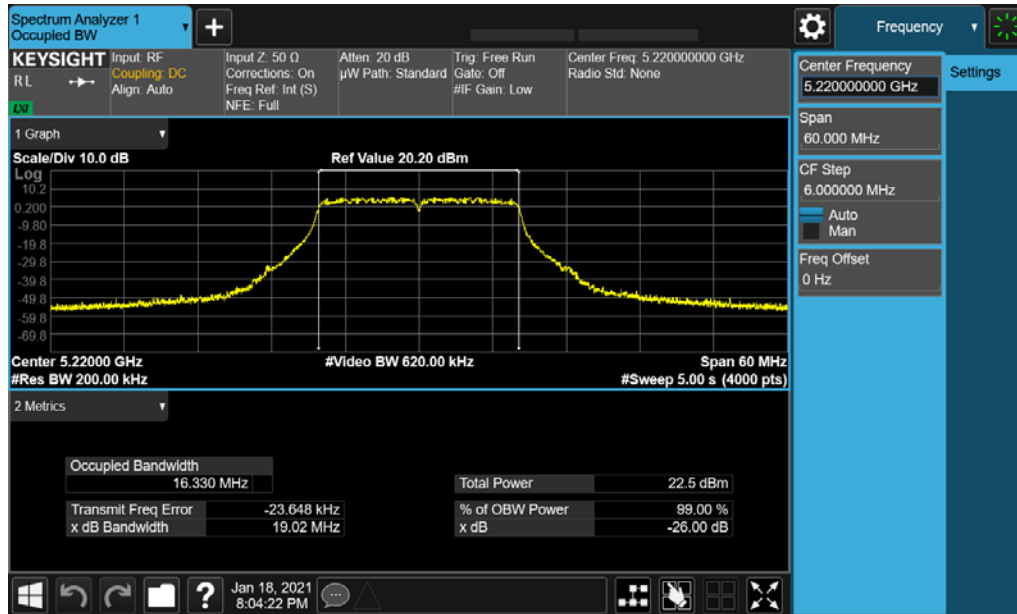 Spectrum Analyzer 1
Occupied BW
+
Frequency
KEYSIGHT
RL
LXI
Input: RF
Coupling: DC
Align: Auto
Input Z: 50 Ω
Corrections: On
Freq Ref: Int (S)
NFE: Full
Atten: 20 dB
µW Path: Standard
Trig: Free Run
Gate: Off
#IF Gain: Low
Center Freq: 5.220000000 GHz
Radio Std: None
Center Frequency
5.220000000 GHz
Settings
Span
60.000 MHz
CF Step
6.000000 MHz
Auto
Man
Freq Offset
0 Hz
1 Graph
Scale/Div 10.0 dB
Ref Value 20.20 dBm
Log
10.2
0.200
-9.80
-19.8
-29.8
-39.8
-49.8
-59.8
-69.8
Center 5.22000 GHz
#Video BW 620.00 kHz
Span 60 MHz
#Res BW 200.00 kHz
#Sweep 5.00 s (4000 pts)
2 Metrics
Occupied Bandwidth
16.330 MHz
Total Power 22.5 dBm
Transmit Freq Error -23.648 kHz
% of OBW Power 99.00 %
x dB Bandwidth 19.02 MHz
x dB -26.00 dB
?
Jan 18, 2021
8:04:22 PM